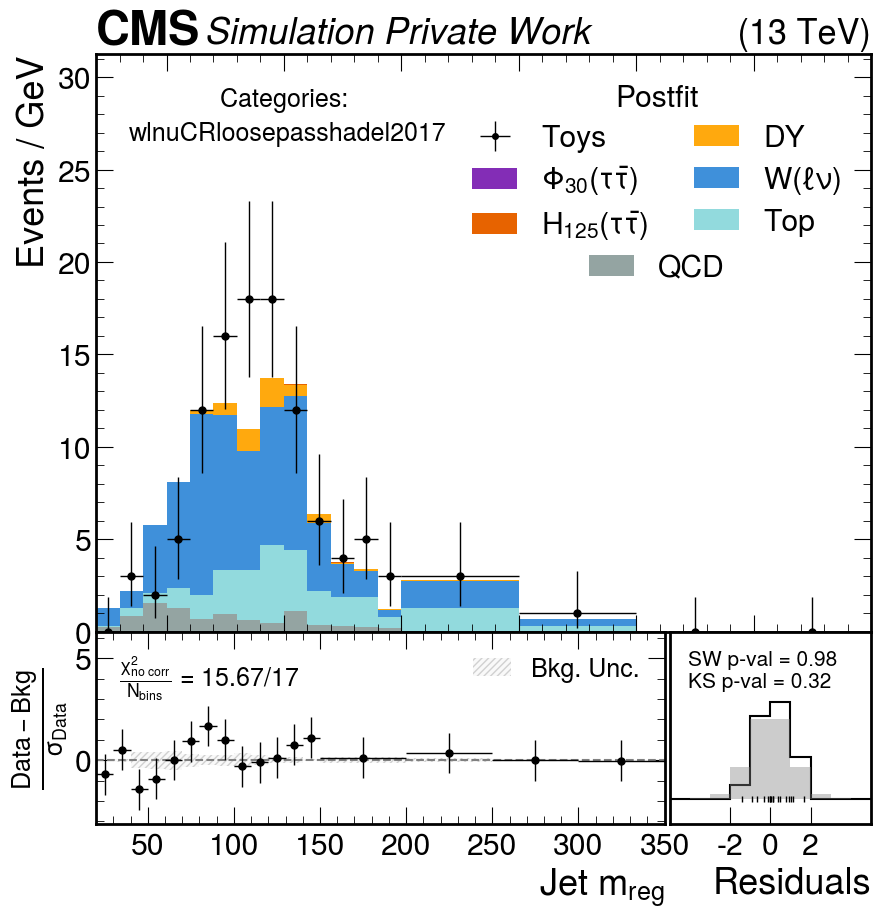 CMS Simulation Private Work (13 TeV)
Events / GeV
30
25
20
15
10
5
0
Categories:
wlnuCRloosepasshadel2017
Postfit
Toys
Φ30(ττ̄)
H125(ττ̄)
DY
W(ℓν)
Top
QCD
Data – Bkg
σData
5
0
χ²no corr
Nbins
= 15.67/17
Bkg. Unc.
50 100 150 200 250 300 350
Jet mreg
SW p-val = 0.98
KS p-val = 0.32
-2 0 2
Residuals